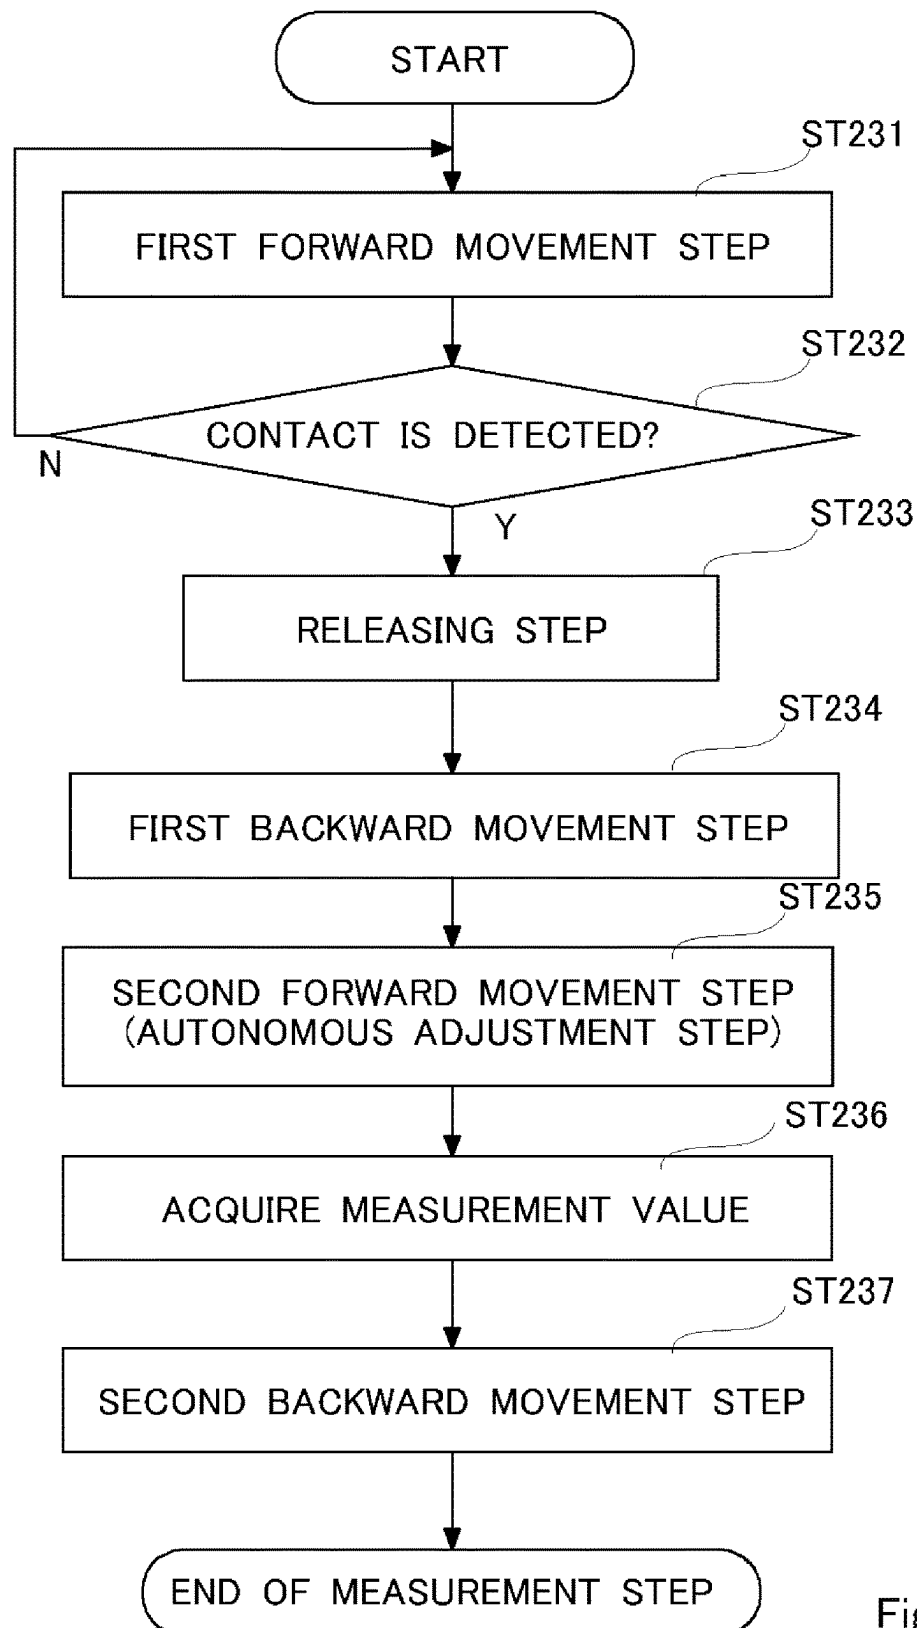 START
ST231
FIRST FORWARD MOVEMENT STEP
ST232
CONTACT IS DETECTED?
N
Y
ST233
RELEASING STEP
ST234
FIRST BACKWARD MOVEMENT STEP
ST235
SECOND FORWARD MOVEMENT STEP
(AUTONOMOUS ADJUSTMENT STEP)
ST236
ACQUIRE MEASUREMENT VALUE
ST237
SECOND BACKWARD MOVEMENT STEP
END OF MEASUREMENT STEP